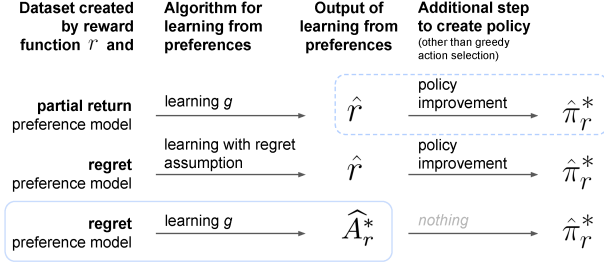 Dataset created by reward function r and
Algorithm for learning from preferences
Output of learning from preferences
Additional step to create policy
(other than greedy action selection)
partial return preference model
learning g
r̂
policy improvement
π̂*ᵣ
regret preference model
learning with regret assumption
r̂
policy improvement
π̂*ᵣ
regret preference model
learning g
Â*ᵣ
nothing
π̂*ᵣ